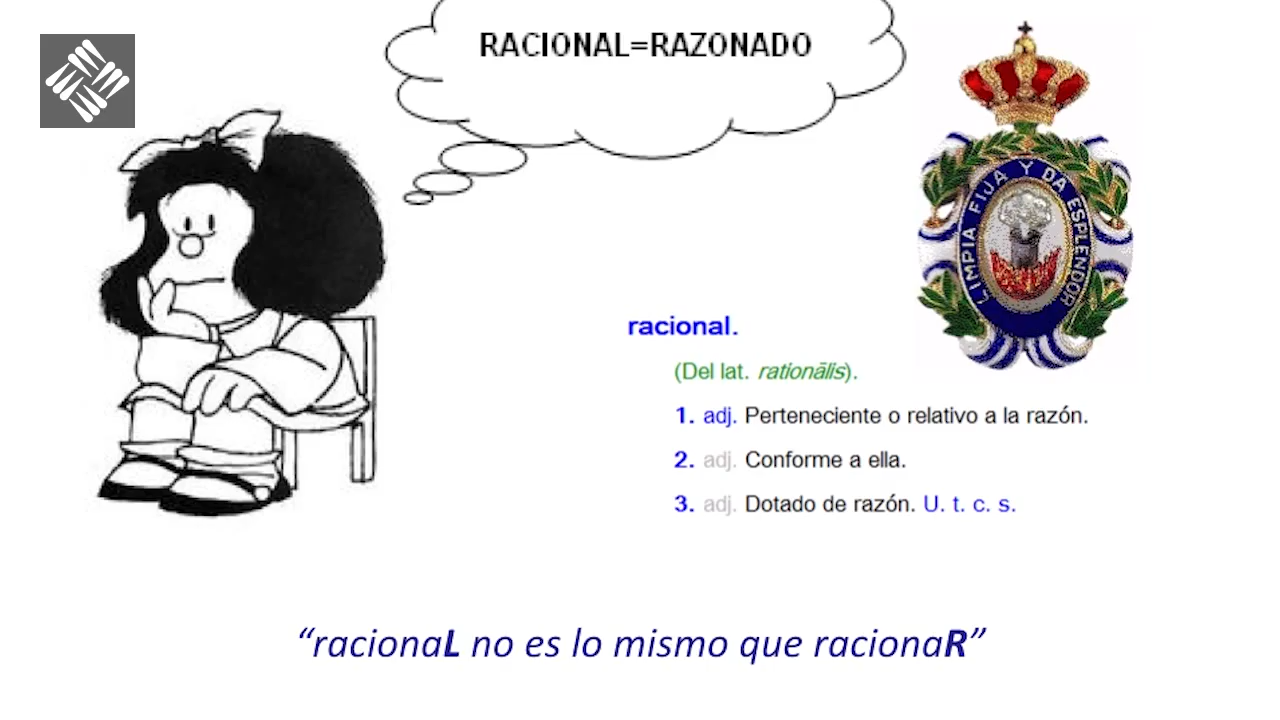 RACIONAL=RAZONADO
LIMPIA FIJA Y DA ESPLENDOR
racional.
(Del lat. rationālis).
1. adj. Perteneciente o relativo a la razón.
2. adj. Conforme a ella.
3. adj. Dotado de razón. U. t. c. s.
“racionaL no es lo mismo que racionaR”